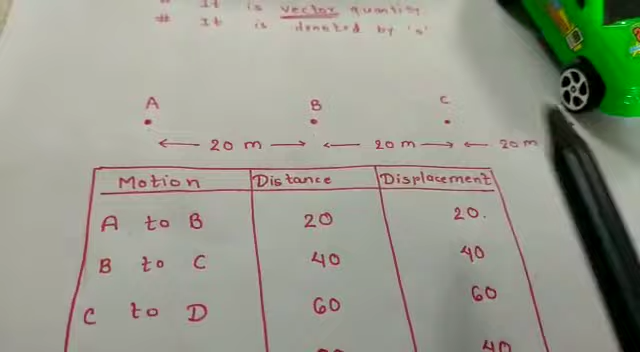 # It is vector quantity
# It is denoted by 's'
A B C
20 m 20 m 20 m
Motion Distance Displacement
A to B 20 20.
B to C 40 40
C to D 60 60
40